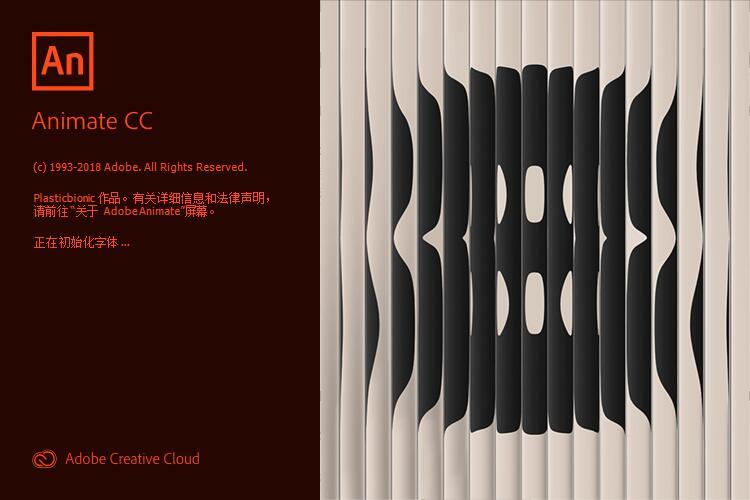 An
Animate CC
(c) 1993-2018 Adobe. All Rights Reserved.
Plasticbionic 作品。有关详细信息和法律声明，
请前往“关于 Adobe Animate”屏幕。
正在初始化字体 ...
Adobe Creative Cloud